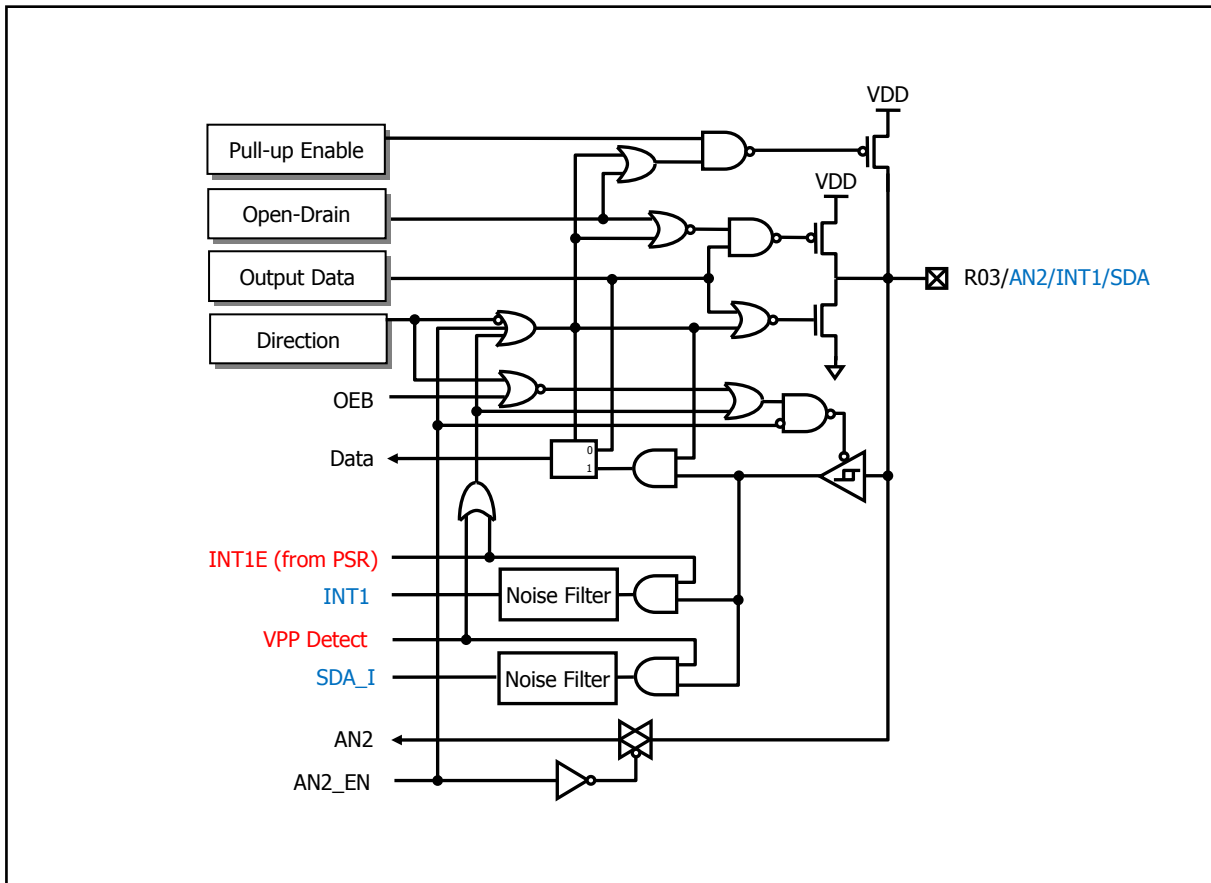 VDD
Pull-up Enable
VDD
Open-Drain
Output Data
R03/AN2/INT1/SDA
Direction
OEB
Data
0
1
INT1E (from PSR)
INT1
Noise Filter
VPP Detect
SDA_I
Noise Filter
AN2
AN2_EN